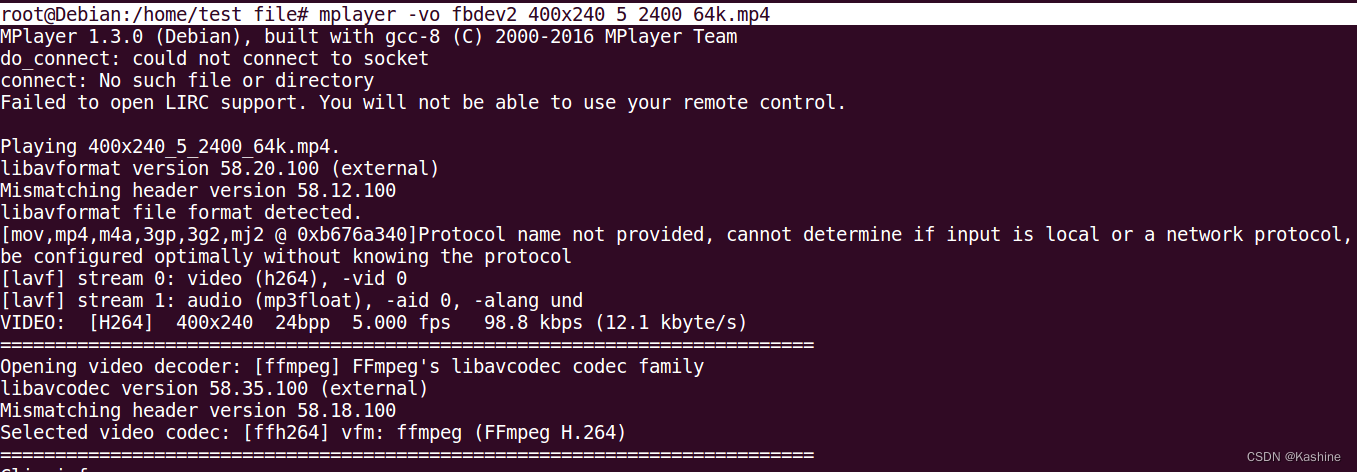 root@Debian:/home/test file# mplayer -vo fbdev2 400x240_5_2400_64k.mp4
MPlayer 1.3.0 (Debian), built with gcc-8 (C) 2000-2016 MPlayer Team
do_connect: could not connect to socket
connect: No such file or directory
Failed to open LIRC support. You will not be able to use your remote control.
Playing 400x240_5_2400_64k.mp4.
libavformat version 58.20.100 (external)
Mismatching header version 58.12.100
libavformat file format detected.
[mov,mp4,m4a,3gp,3g2,mj2 @ 0xb676a340]Protocol name not provided, cannot determine if input is local or a network protocol,
be configured optimally without knowing the protocol
[lavf] stream 0: video (h264), -vid 0
[lavf] stream 1: audio (mp3float), -aid 0, -alang und
VIDEO:  [H264]  400x240  24bpp  5.000 fps   98.8 kbps (12.1 kbyte/s)
==========================================================================
Opening video decoder: [ffmpeg] FFmpeg's libavcodec codec family
libavcodec version 58.35.100 (external)
Mismatching header version 58.18.100
Selected video codec: [ffh264] vfm: ffmpeg (FFmpeg H.264)
==========================================================================
CSDN @Kashine